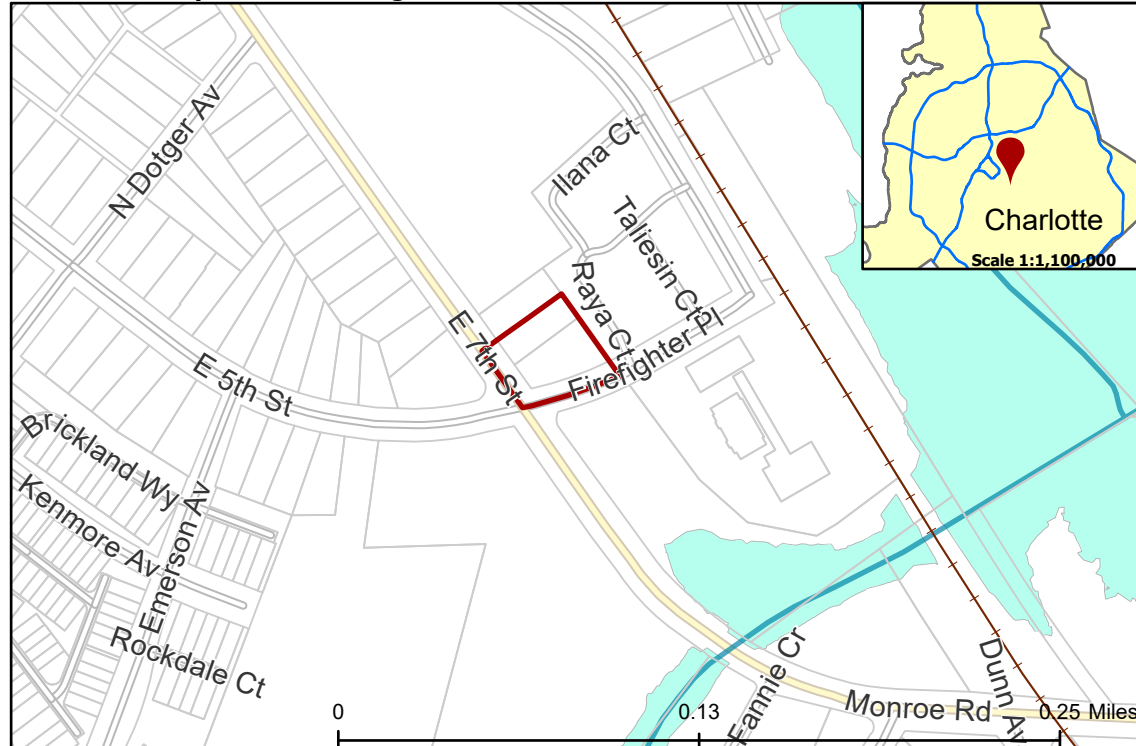 N Dotger Av
Ilana Ct
Taliesin Ct
Raya Ct
Firefighter Pl
E 7th St
E 5th St
Brickland Wy
Kenmore Av
Emerson Av
Rockdale Ct
Fannie Cr
Monroe Rd
Dunn Av
0
0.13
0.25 Miles
Charlotte
Scale 1:1,100,000